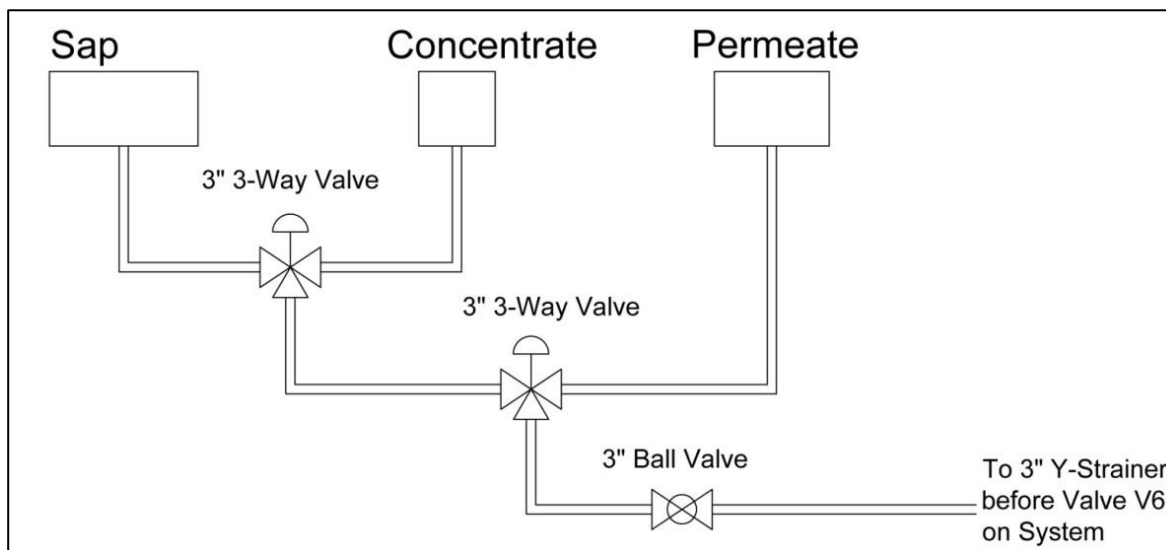 Sap
Concentrate
Permeate
3" 3-Way Valve
3" 3-Way Valve
3" Ball Valve
To 3" Y-Strainer
before Valve V6
on System